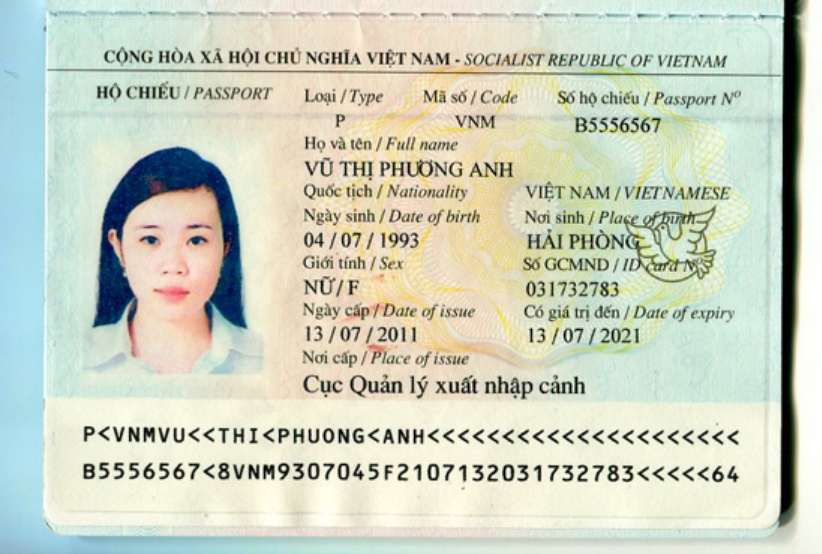 CỘNG HÒA XÃ HỘI CHỦ NGHĨA VIỆT NAM - SOCIALIST REPUBLIC OF VIETNAM
HỘ CHIẾU / PASSPORT Loại / Type Mã số / Code Số hộ chiếu / Passport Nº
P VNM B5556567
Họ và tên / Full name
VŨ THỊ PHƯƠNG ANH
Quốc tịch / Nationality VIỆT NAM / VIETNAMESE
Ngày sinh / Date of birth Nơi sinh / Place of birth
04 / 07 / 1993 HẢI PHÒNG
Giới tính / Sex Số GCMND / ID card Nº
NỮ / F 031732783
Ngày cấp / Date of issue Có giá trị đến / Date of expiry
13 / 07 / 2011 13 / 07 / 2021
Nơi cấp / Place of issue
Cục Quản lý xuất nhập cảnh
P<VNMVU<<THI<PHUONG<ANH<<<<<<<<<<<<<<<<<<<<<
B5556567<8VNM9307045F2107132031732783<<<<<64